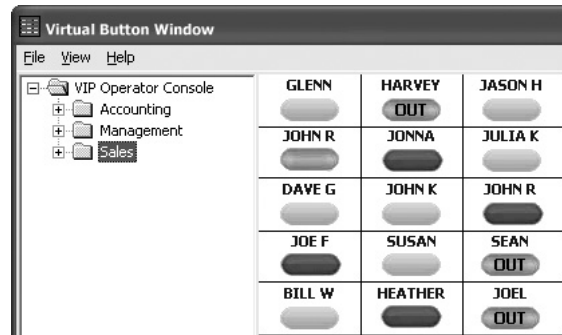 Virtual Button Window
File View Help
VIP Operator Console
Accounting
Management
Sales
GLENN HARVEY JASON H
OUT
JOHN R JONNA JULIA K
DAVE G JOHN K JOHN R
JOE F SUSAN SEAN
OUT
BILL W HEATHER JOEL
OUT